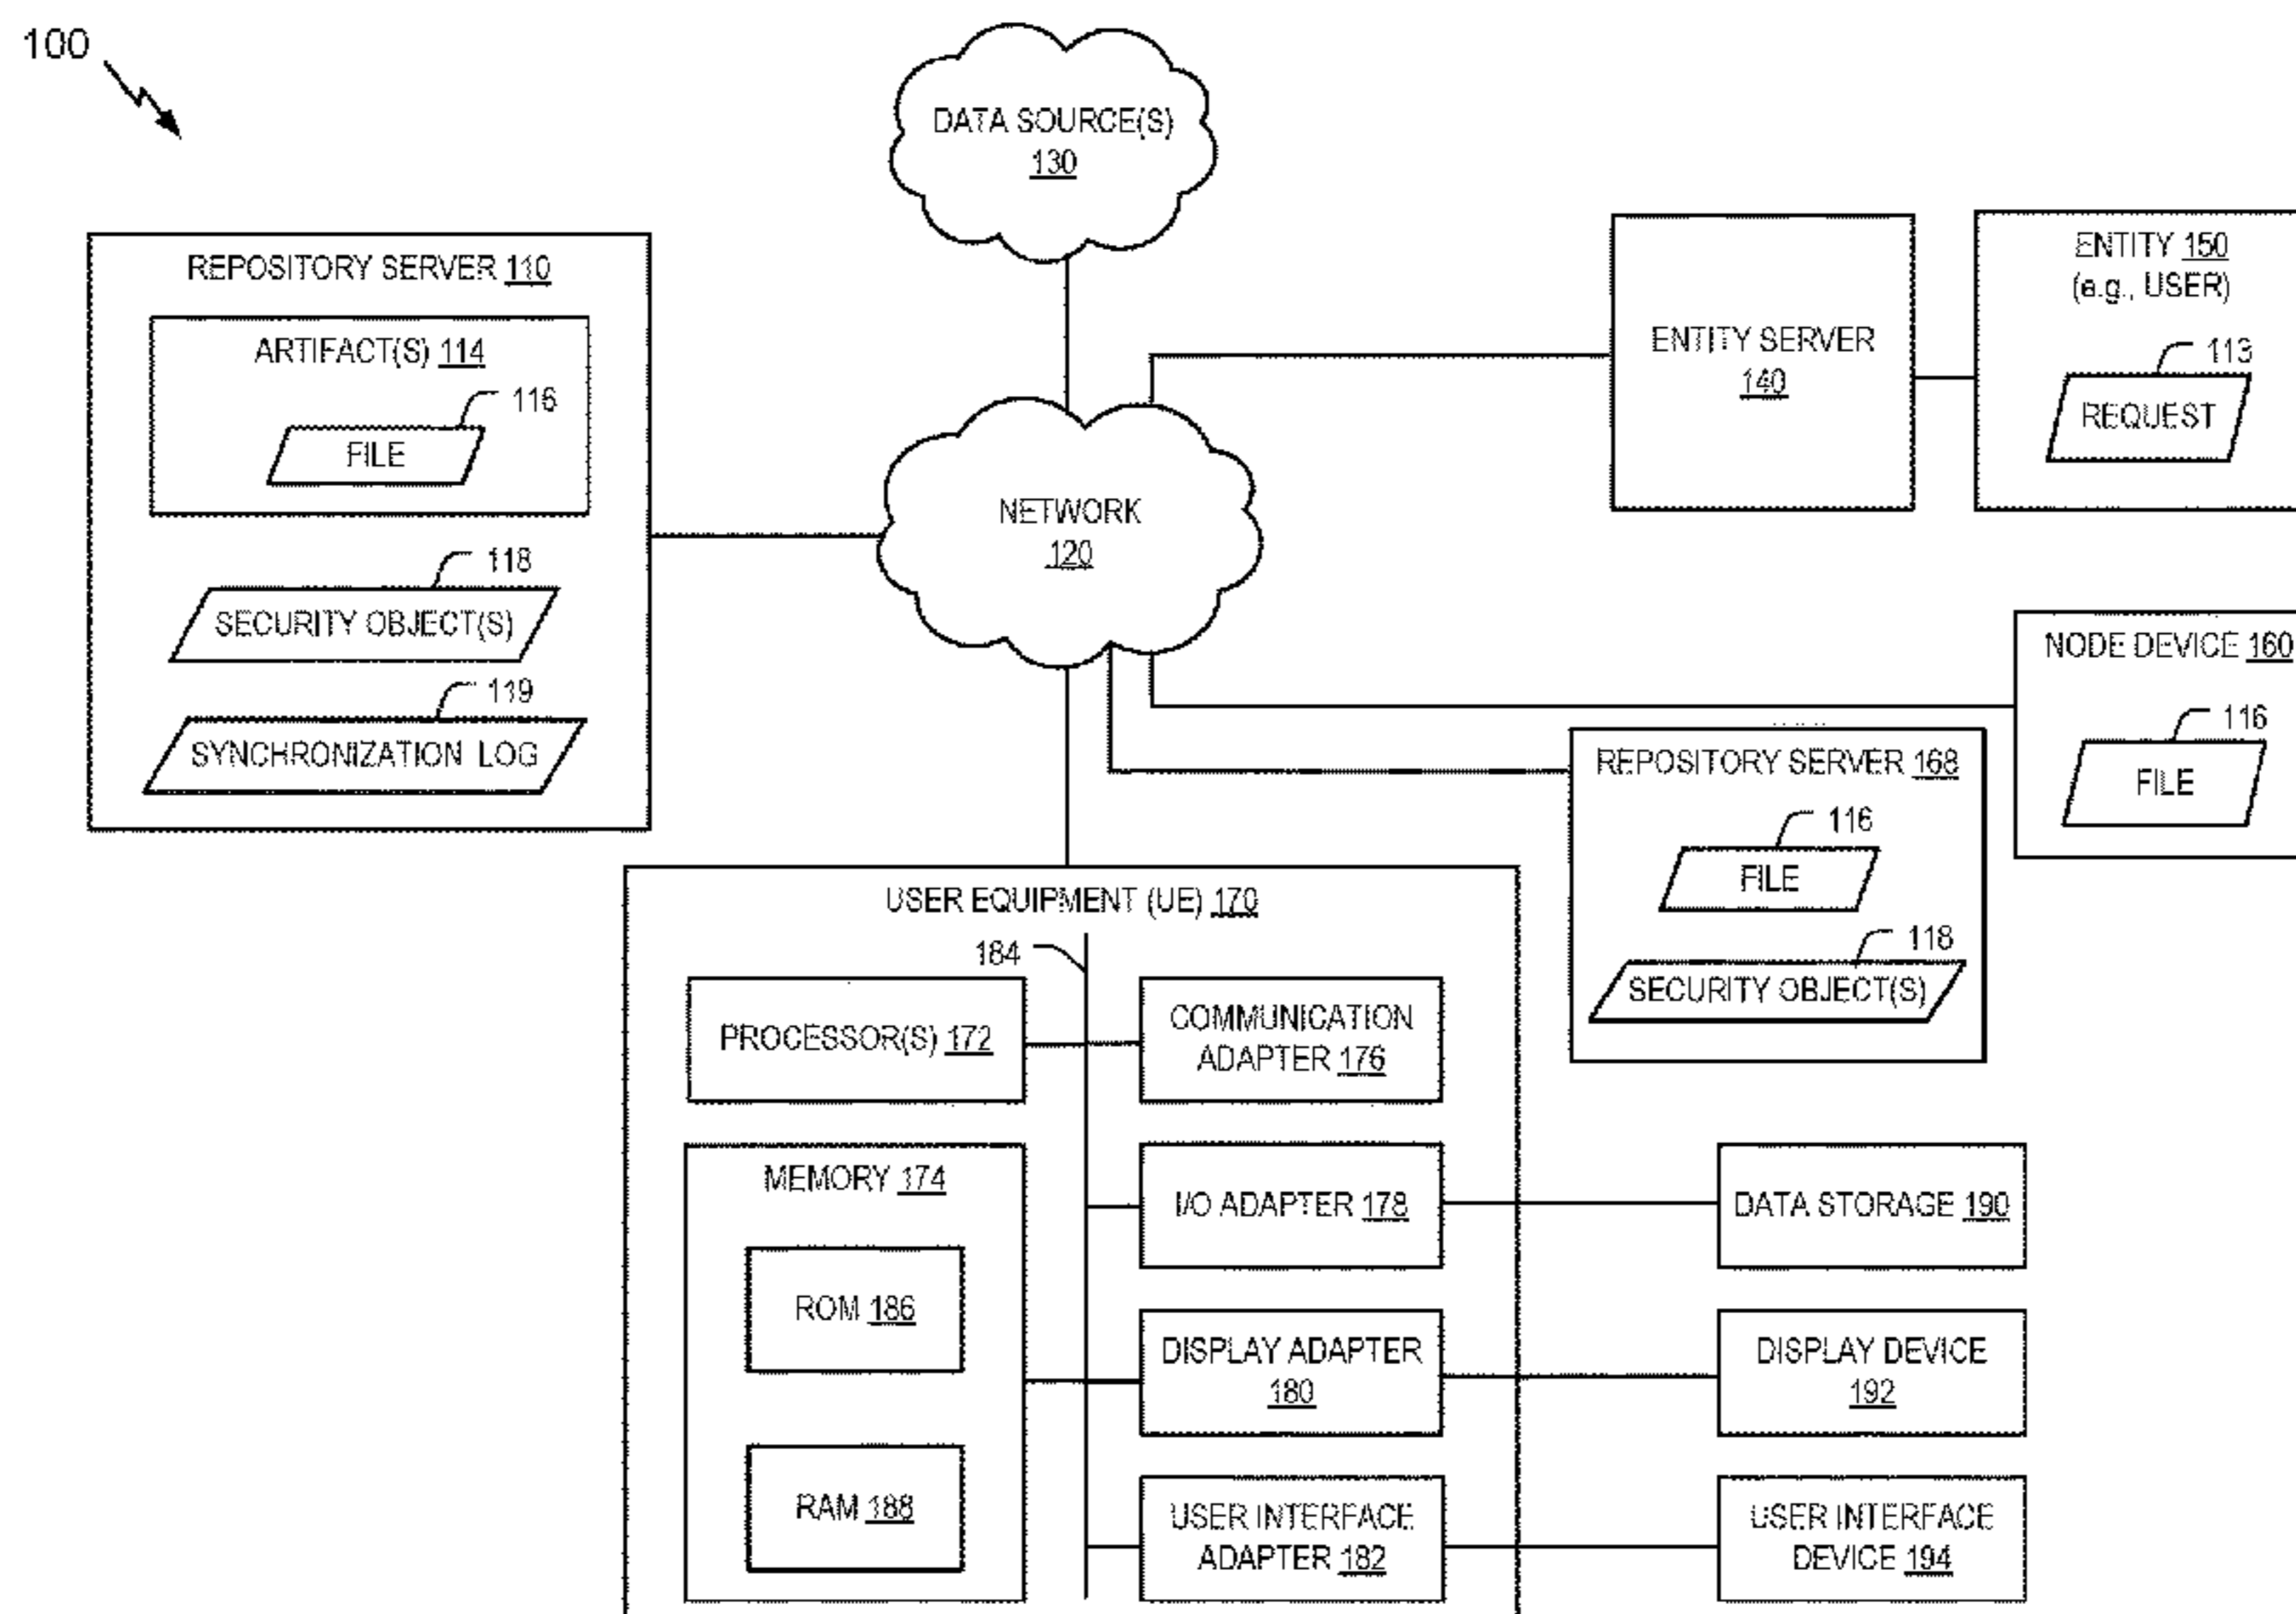 100
DATA SOURCE(S)
130
REPOSITORY SERVER 110
ARTIFACT(S) 114
116
FILE
118
SECURITY OBJECT(S)
119
SYNCHRONIZATION LOG
NETWORK
120
ENTITY SERVER
140
ENTITY 150
(e.g., USER)
113
REQUEST
NODE DEVICE 160
116
FILE
REPOSITORY SERVER 168
116
FILE
118
SECURITY OBJECT(S)
USER EQUIPMENT (UE) 170
184
PROCESSOR(S) 172
COMMUNICATION
ADAPTER 176
MEMORY 174
ROM 186
RAM 188
I/O ADAPTER 178
DATA STORAGE 190
DISPLAY ADAPTER
180
DISPLAY DEVICE
192
USER INTERFACE
ADAPTER 182
USER INTERFACE
DEVICE 194